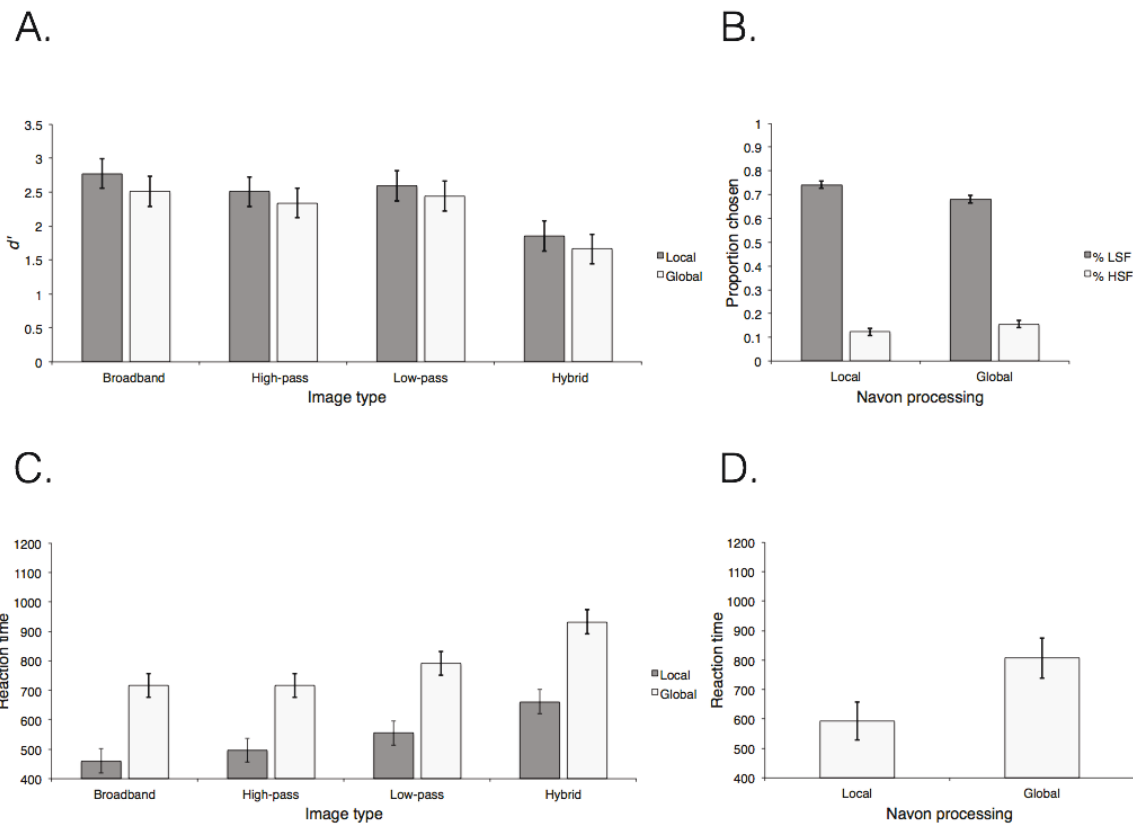 A.
3.5
3
2.5
2
1.5
1
0.5
0
d'
Broadband High-pass Low-pass Hybrid
Image type
Local
Global
B.
1
0.9
0.8
0.7
0.6
0.5
0.4
0.3
0.2
0.1
0
Proportion chosen
Local Global
Navon processing
% LSF
% HSF
C.
1200
1100
1000
900
800
700
600
500
400
Reaction time
Broadband High-pass Low-pass Hybrid
Image type
Local
Global
D.
1200
1100
1000
900
800
700
600
500
400
Reaction time
Local Global
Navon processing